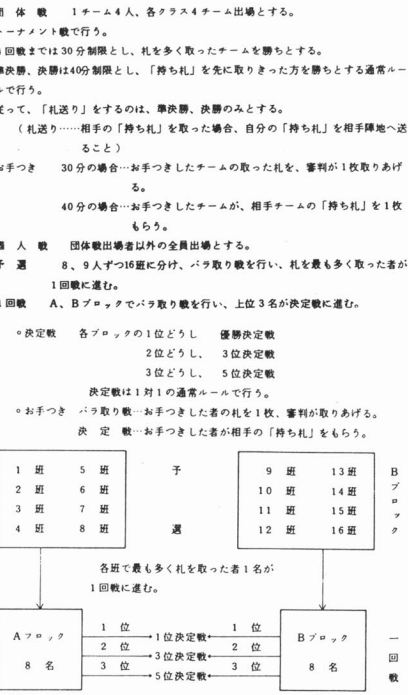 団　体　戦　　１チーム４人、各クラス４チーム出場とする。
トーナメント戦で行う。
回戦までは30分制限とし、札を多く取ったチームを勝ちとする。
準決勝、決勝は40分制限とし、「持ち札」を先に取りきった方を勝ちとする通常ルー
ルで行う。
従って、「札送り」をするのは、準決勝、決勝のみとする。
（札送り……相手の「持ち札」を取った場合、自分の「持ち札」を相手陣地へ送
ること）
お手つき　30分の場合…お手つきしたチームの取った札を、審判が１枚取りあげ
る。
40分の場合…お手つきしたチームが、相手チームの「持ち札」を１枚
もらう。
個　人　戦　　団体戦出場者以外の全員出場とする。
予　選　　８、９人ずつ16班に分け、バラ取り戦を行い、札を最も多く取った者が
１回戦に進む。
１回戦　　Ａ、Ｂブロックでバラ取り戦を行い、上位３名が決定戦に進む。
○決定戦　各ブロックの１位どうし　優勝決定戦
２位どうし、　３位決定戦
３位どうし、　５位決定戦
決定戦は１対１の通常ルールで行う。
○お手つき　バラ取り戦…お手つきした者の札を１枚、審判が取りあげる。
決　定　戦…お手つきした者が相手の「持ち札」をもらう。
１　班　　５　班
２　班　　６　班
３　班　　７　班
４　班　　８　班
予　選
９　班　　13班
10　班　　14班
11　班　　15班
12　班　　16班
Ｂブロック
各班で最も多く札を取った者１名が
１回戦に進む。
Ａブロック
８　名
１　位　１位決定戦　１　位
２　位　３位決定戦　２　位
３　位　５位決定戦　３　位
Ｂブロック
８　名
一回戦